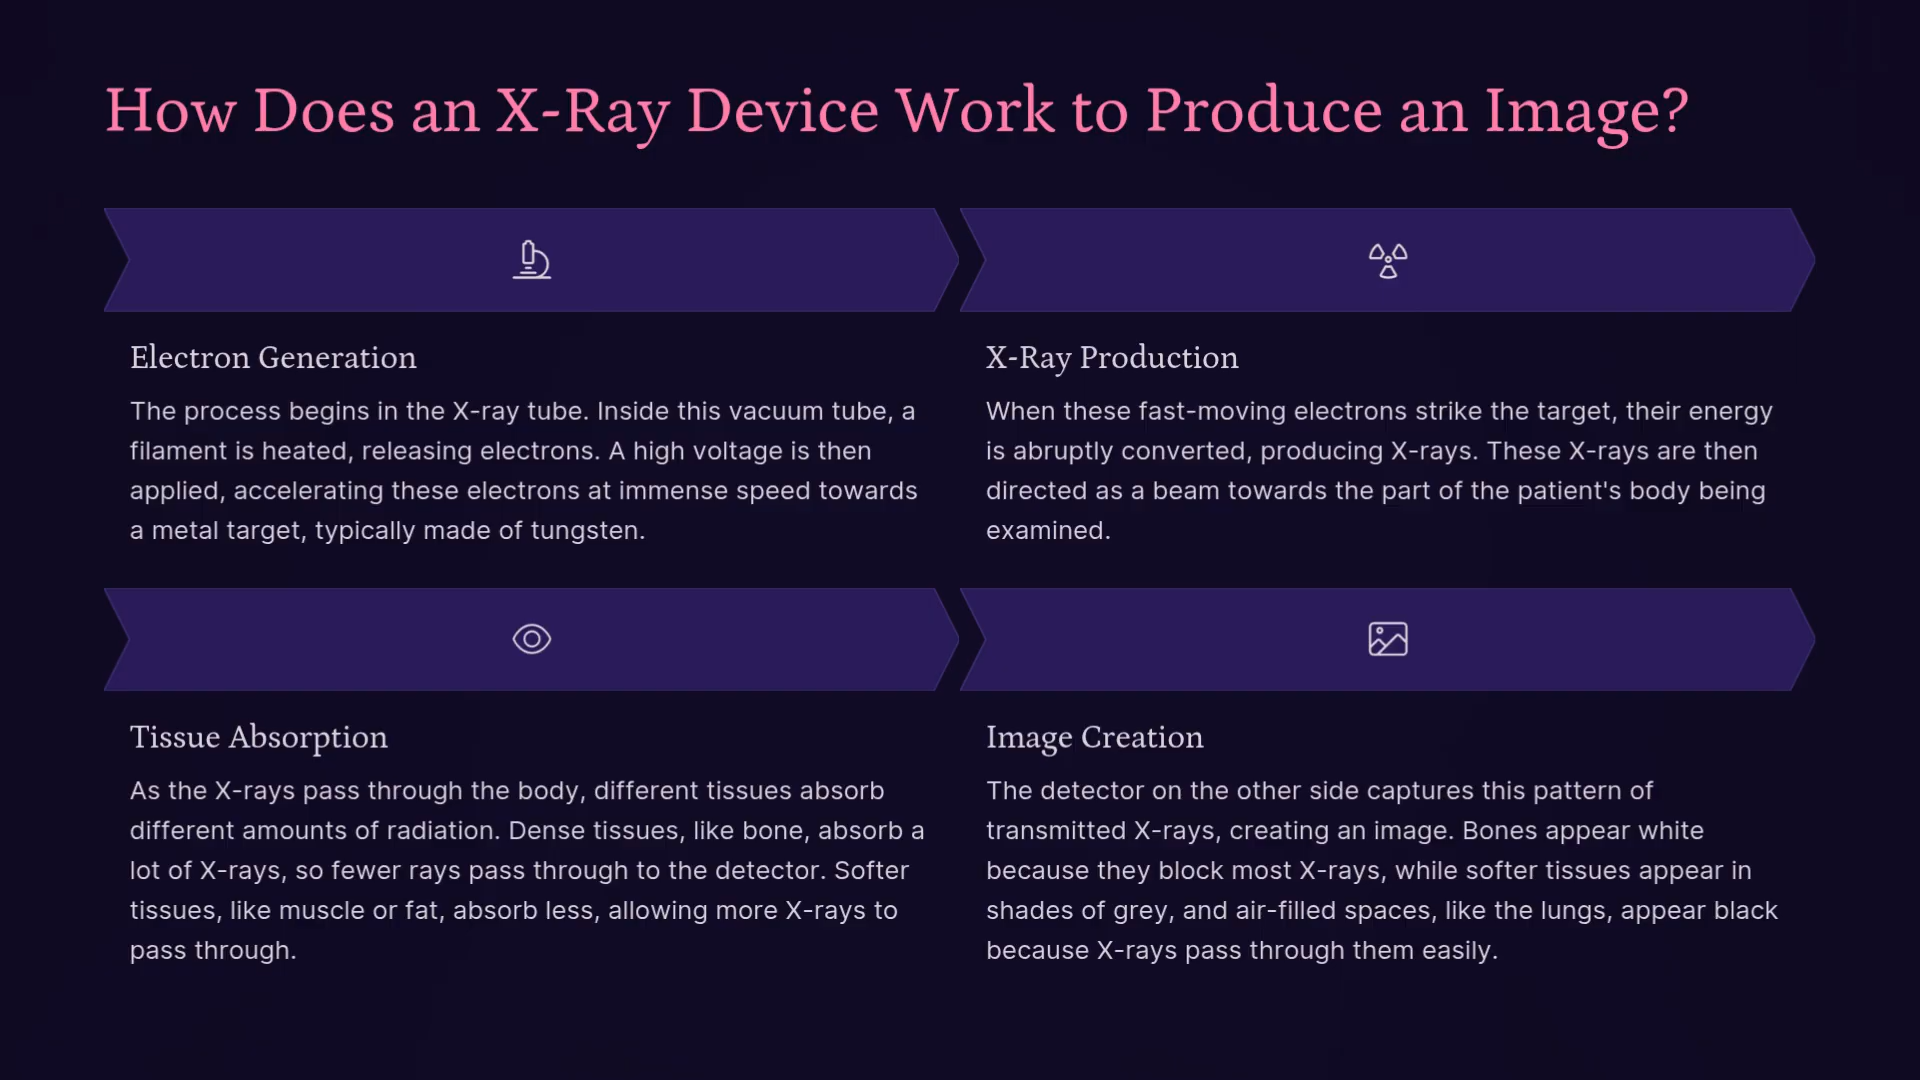 How Does an X-Ray Device Work to Produce an Image?
Electron Generation
The process begins in the X-ray tube. Inside this vacuum tube, a
filament is heated, releasing electrons. A high voltage is then
applied, accelerating these electrons at immense speed towards
a metal target, typically made of tungsten.
X-Ray Production
When these fast-moving electrons strike the target, their energy
is abruptly converted, producing X-rays. These X-rays are then
directed as a beam towards the part of the patient's body being
examined.
Tissue Absorption
As the X-rays pass through the body, different tissues absorb
different amounts of radiation. Dense tissues, like bone, absorb a
lot of X-rays, so fewer rays pass through to the detector. Softer
tissues, like muscle or fat, absorb less, allowing more X-rays to
pass through.
Image Creation
The detector on the other side captures this pattern of
transmitted X-rays, creating an image. Bones appear white
because they block most X-rays, while softer tissues appear in
shades of grey, and air-filled spaces, like the lungs, appear black
because X-rays pass through them easily.